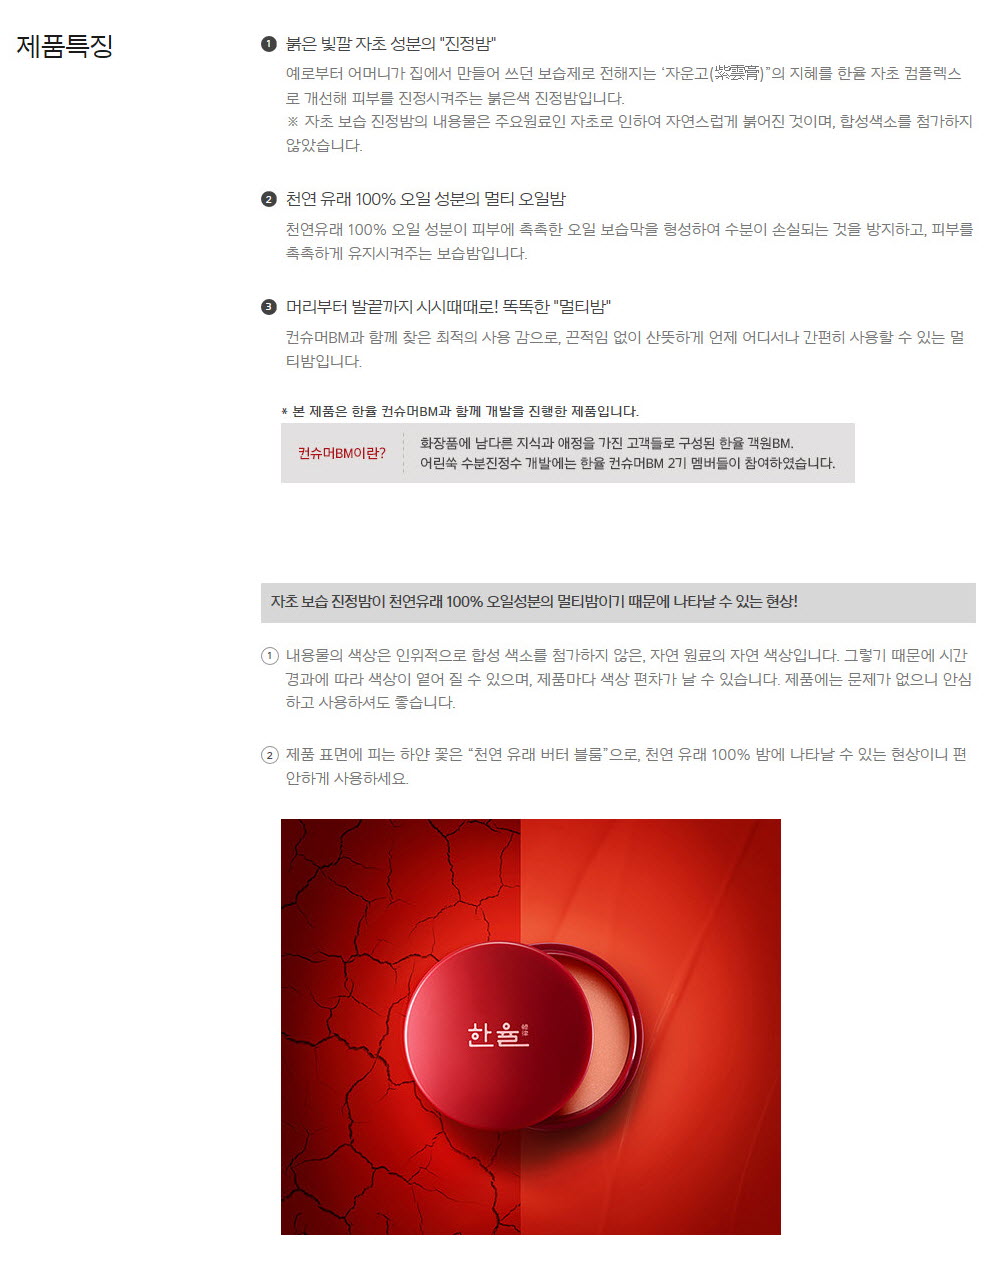 제품특징
❶ 붉은 빛깔 자초 성분의 "진정밤"
예로부터 어머니가 집에서 만들어 쓰던 보습제로 전해지는 ‘자운고(紫雲膏)”의 지혜를 한율 자초 컴플렉스
로 개선해 피부를 진정시켜주는 붉은색 진정밤입니다.
※ 자초 보습 진정밤의 내용물은 주요원료인 자초로 인하여 자연스럽게 붉어진 것이며, 합성색소를 첨가하지
않았습니다.
❷ 천연 유래 100% 오일 성분의 멀티 오일밤
천연유래 100% 오일 성분이 피부에 촉촉한 오일 보습막을 형성하여 수분이 손실되는 것을 방지하고, 피부를
촉촉하게 유지시켜주는 보습밤입니다.
❸ 머리부터 발끝까지 시시때때로! 똑똑한 "멀티밤"
컨슈머BM과 함께 찾은 최적의 사용 감으로, 끈적임 없이 산뜻하게 언제 어디서나 간편히 사용할 수 있는 멀
티밤입니다.
* 본 제품은 한율 컨슈머BM과 함께 개발을 진행한 제품입니다.
컨슈머BM이란?
화장품에 남다른 지식과 애정을 가진 고객들로 구성된 한율 객원BM.
어린쑥 수분진정수 개발에는 한율 컨슈머BM 2기 멤버들이 참여하였습니다.
자초 보습 진정밤이 천연유래 100% 오일성분의 멀티밤이기 때문에 나타날 수 있는 현상!
① 내용물의 색상은 인위적으로 합성 색소를 첨가하지 않은, 자연 원료의 자연 색상입니다. 그렇기 때문에 시간
경과에 따라 색상이 옅어 질 수 있으며, 제품마다 색상 편차가 날 수 있습니다. 제품에는 문제가 없으니 안심
하고 사용하셔도 좋습니다.
② 제품 표면에 피는 하얀 꽃은 “천연 유래 버터 블룸”으로, 천연 유래 100% 밤에 나타날 수 있는 현상이니 편
안하게 사용하세요.
한율